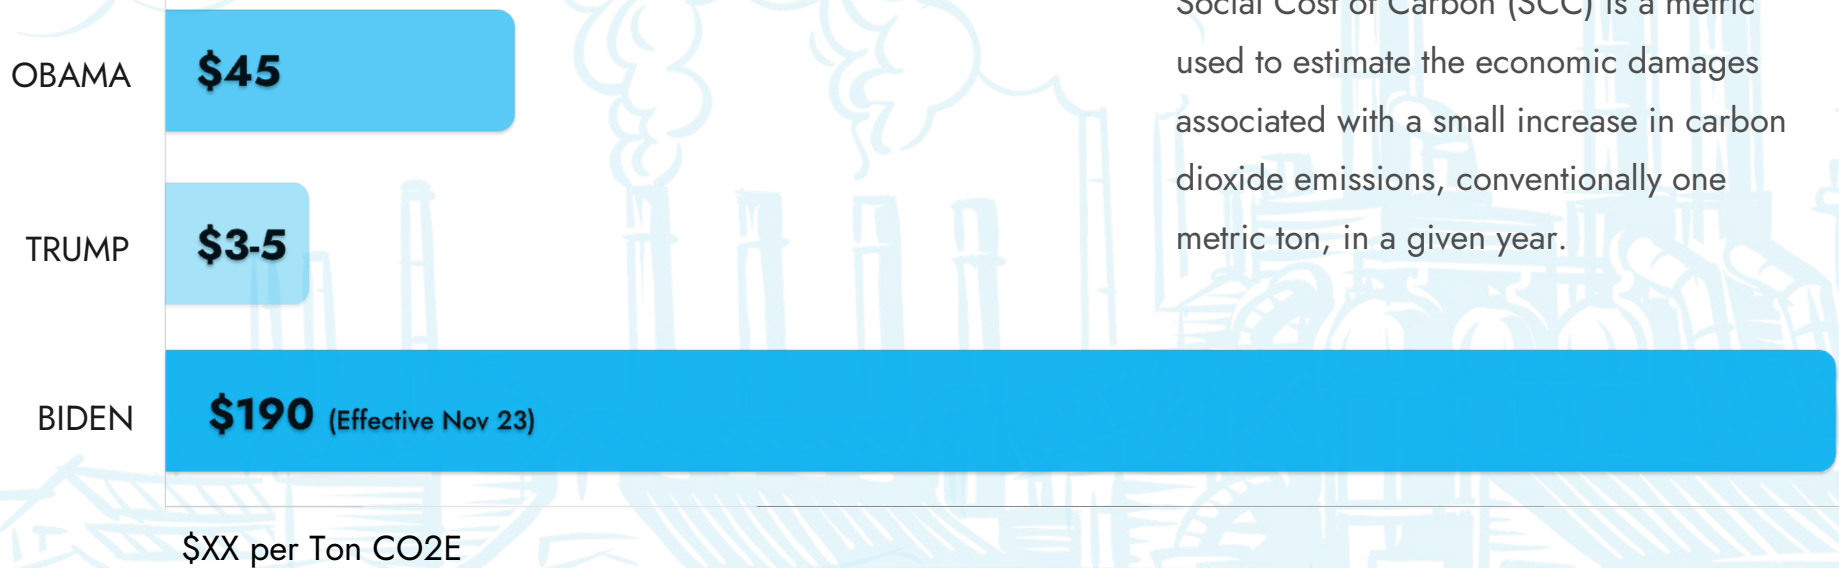 Social Cost of Carbon (SCC) is a metric
used to estimate the economic damages
associated with a small increase in carbon
dioxide emissions, conventionally one
metric ton, in a given year.
OBAMA $45
TRUMP $3-5
BIDEN $190 (Effective Nov 23)
$XX per Ton CO2E